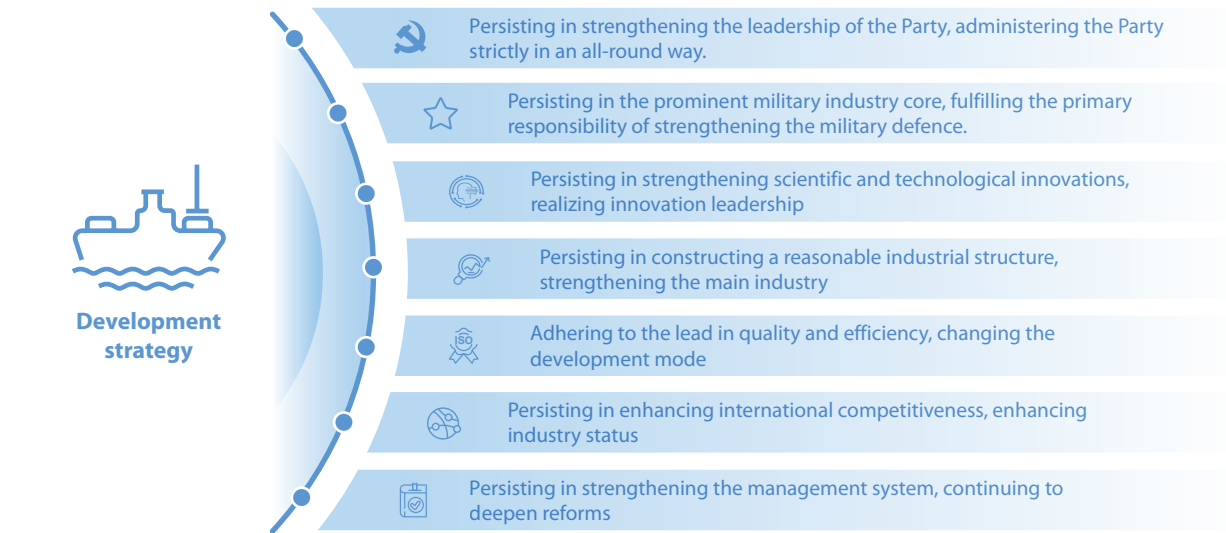 Persisting in strengthening the leadership of the Party, administering the Party
strictly in an all-round way.
Persisting in the prominent military industry core, fulfilling the primary
responsibility of strengthening the military defence.
Persisting in strengthening scientific and technological innovations,
realizing innovation leadership
Persisting in constructing a reasonable industrial structure,
strengthening the main industry
Development
strategy
ISO
Adhering to the lead in quality and efficiency, changing the
development mode
Persisting in enhancing international competitiveness, enhancing
industry status
Persisting in strengthening the management system, continuing to
deepen reforms